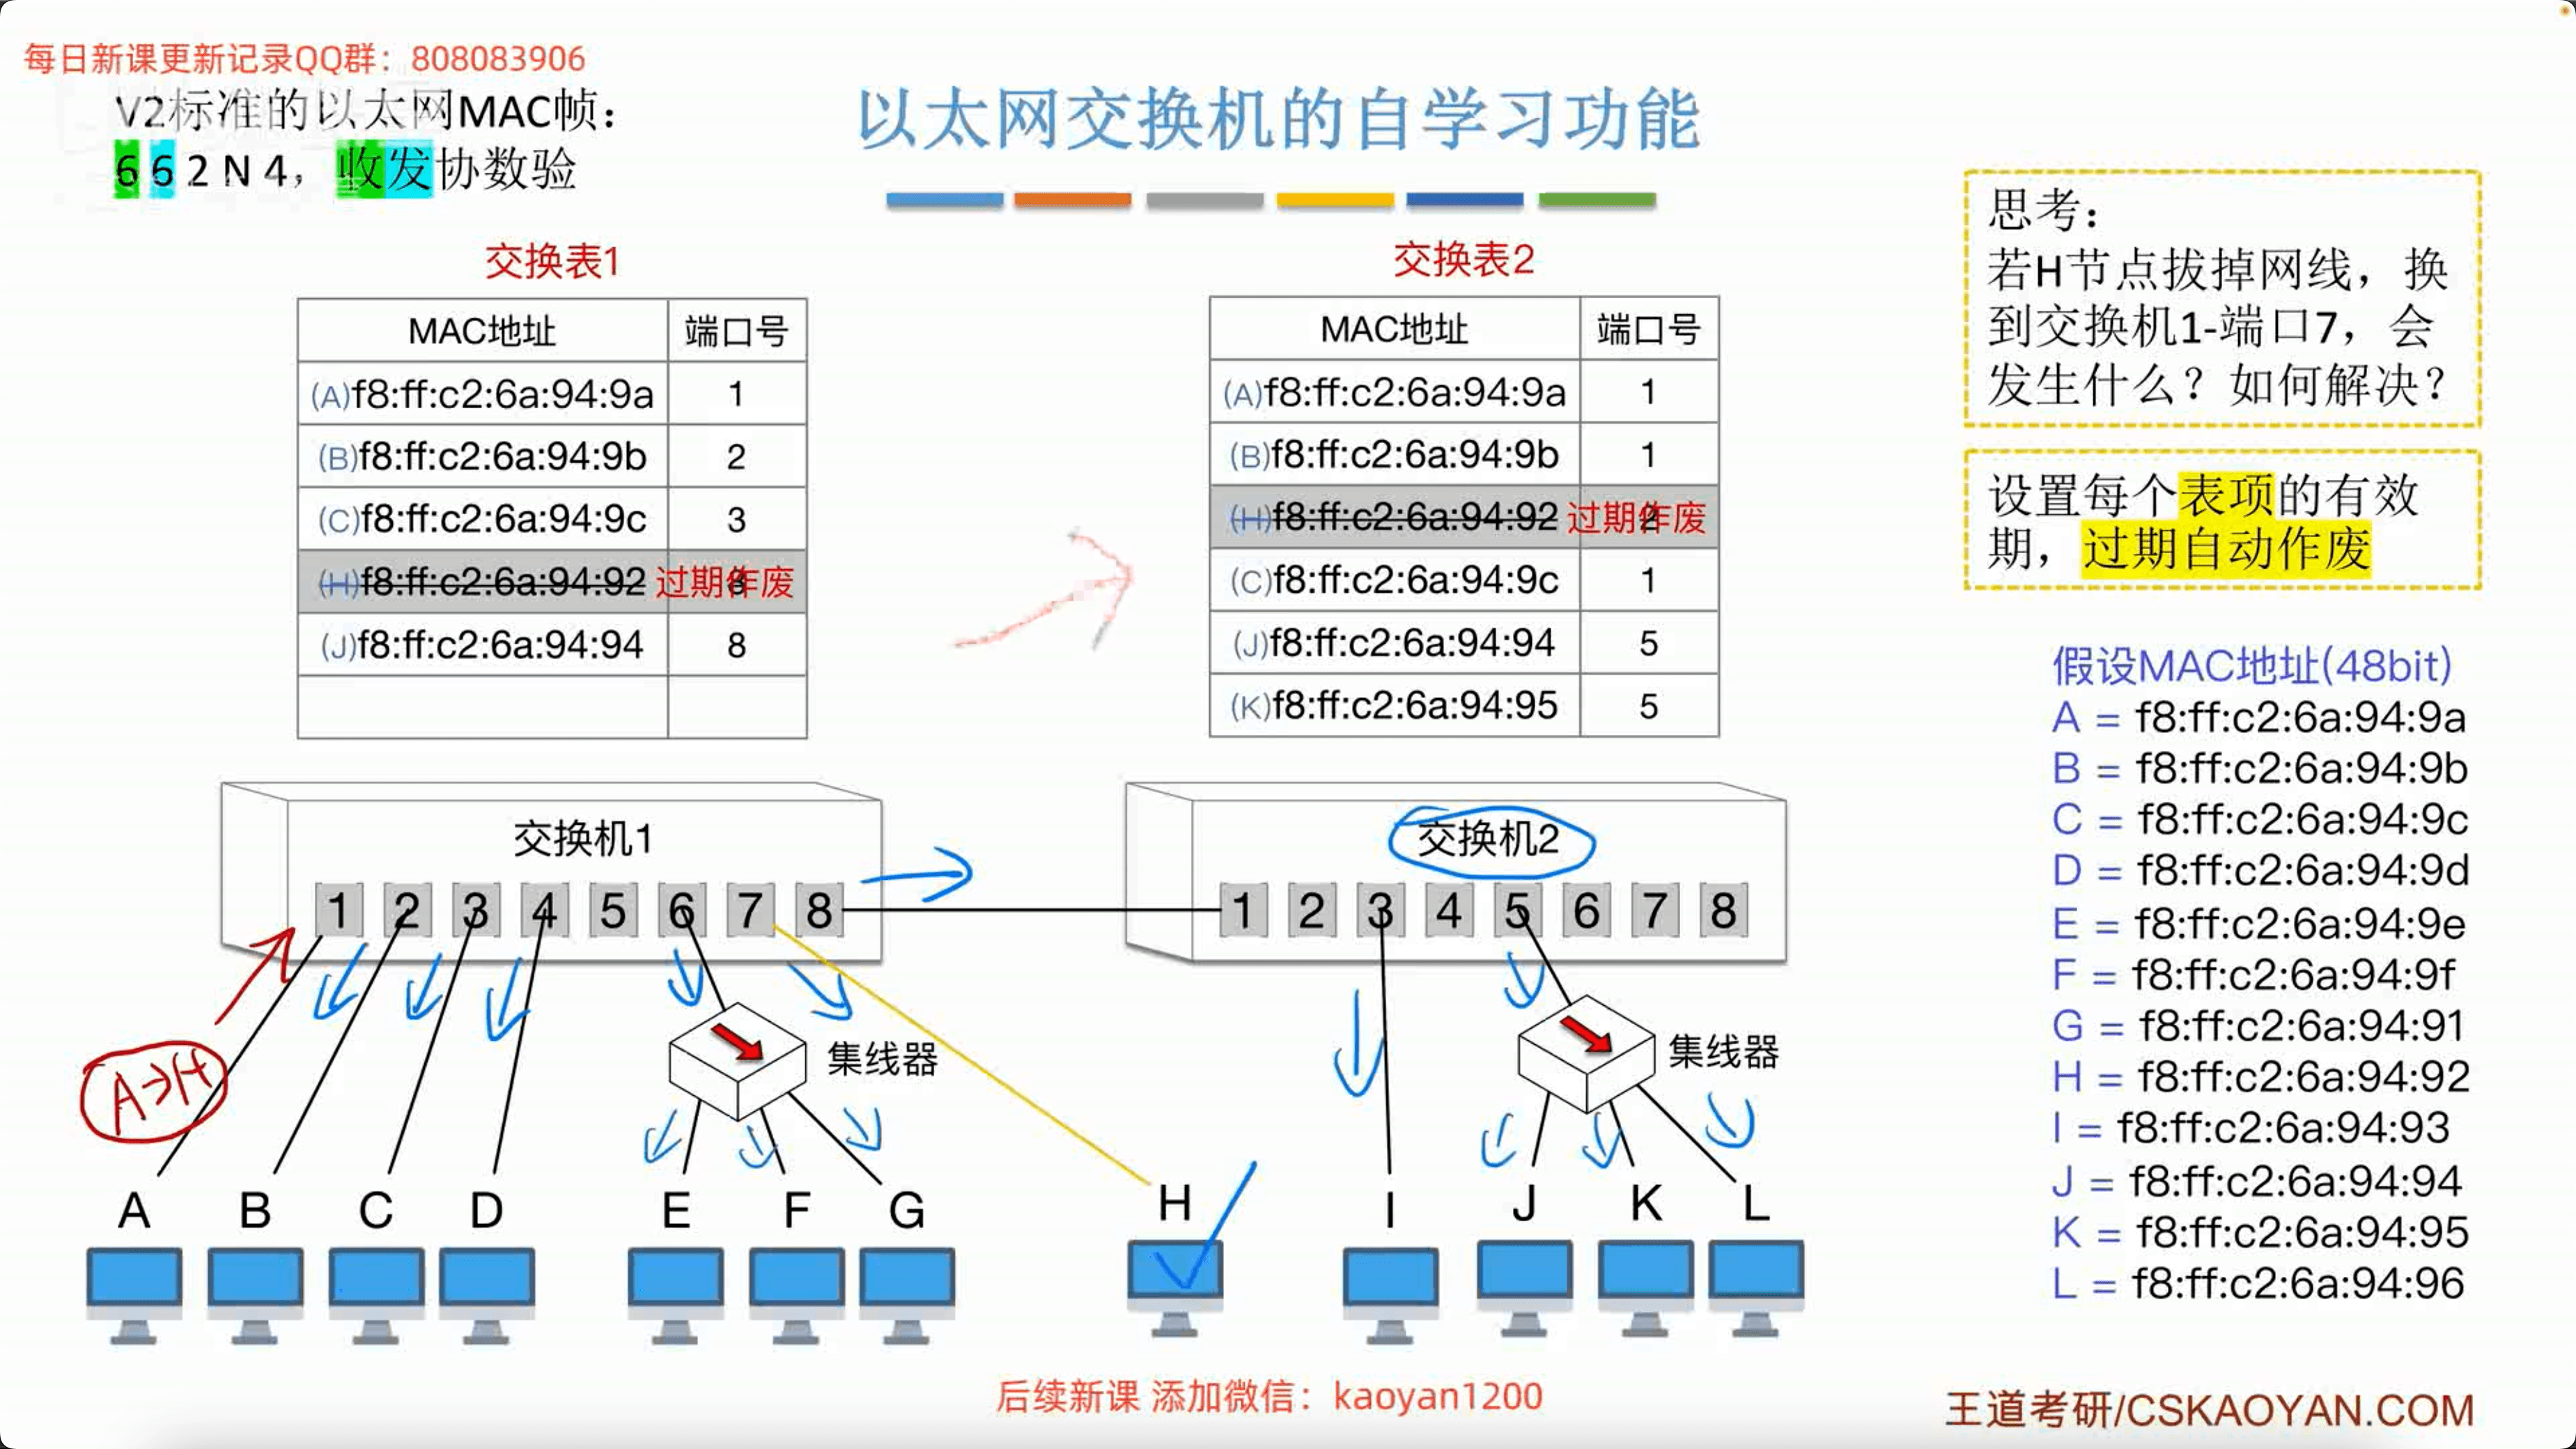 每日新课更新记录QQ群：808083906
V2标准的以太网MAC帧：
6 6 2 N 4，收发协数验
以太网交换机的自学习功能
交换表1
MAC地址 端口号
(A)f8:ff:c2:6a:94:9a 1
(B)f8:ff:c2:6a:94:9b 2
(C)f8:ff:c2:6a:94:9c 3
(H)f8:ff:c2:6a:94:92 过期作废 8
(J)f8:ff:c2:6a:94:94 8
交换表2
MAC地址 端口号
(A)f8:ff:c2:6a:94:9a 1
(B)f8:ff:c2:6a:94:9b 1
(H)f8:ff:c2:6a:94:92 过期作废 2
(C)f8:ff:c2:6a:94:9c 1
(J)f8:ff:c2:6a:94:94 5
(K)f8:ff:c2:6a:94:95 5
思考：
若H节点拔掉网线，换
到交换机1-端口7，会
发生什么？如何解决？
设置每个表项的有效
期，过期自动作废
假设MAC地址(48bit)
A = f8:ff:c2:6a:94:9a
B = f8:ff:c2:6a:94:9b
C = f8:ff:c2:6a:94:9c
D = f8:ff:c2:6a:94:9d
E = f8:ff:c2:6a:94:9e
F = f8:ff:c2:6a:94:9f
G = f8:ff:c2:6a:94:91
H = f8:ff:c2:6a:94:92
I = f8:ff:c2:6a:94:93
J = f8:ff:c2:6a:94:94
K = f8:ff:c2:6a:94:95
L = f8:ff:c2:6a:94:96
交换机1
1 2 3 4 5 6 7 8
交换机2
1 2 3 4 5 6 7 8
集线器
集线器
A→H
A B C D E F G H I J K L
后续新课 添加微信：kaoyan1200
王道考研/CSKAOYAN.COM